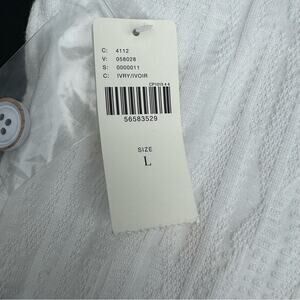 C: 4112
V: 058028
S: 0000011
C: IVRY/IVOIR
56583529
SIZE
L